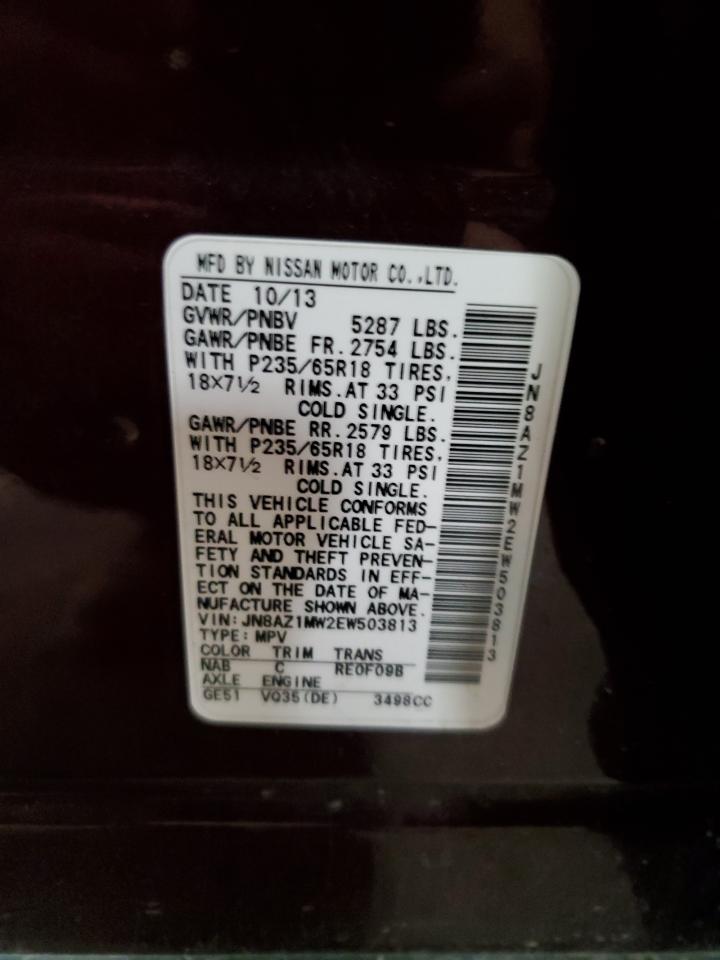 MFD BY NISSAN MOTOR CO.,LTD.
DATE 10/13
GVWR/PNBV 5287 LBS.
GAWR/PNBE FR.2754 LBS.
WITH P235/65R18 TIRES,
18×7½ RIMS.AT 33 PSI
COLD SINGLE.
GAWR/PNBE RR.2579 LBS.
WITH P235/65R18 TIRES,
18×7½ RIMS.AT 33 PSI
COLD SINGLE.
THIS VEHICLE CONFORMS
TO ALL APPLICABLE FED-
ERAL MOTOR VEHICLE SA-
FETY AND THEFT PREVEN-
TION STANDARDS IN EFF-
ECT ON THE DATE OF MA-
NUFACTURE SHOWN ABOVE.
VIN:JN8AZ1MW2EW503813
TYPE:MPV
COLOR TRIM TRANS
NAB C RE0F09B
AXLE ENGINE
GE51 VQ35(DE) 3498CC
JN8AZ1MW2EW503813